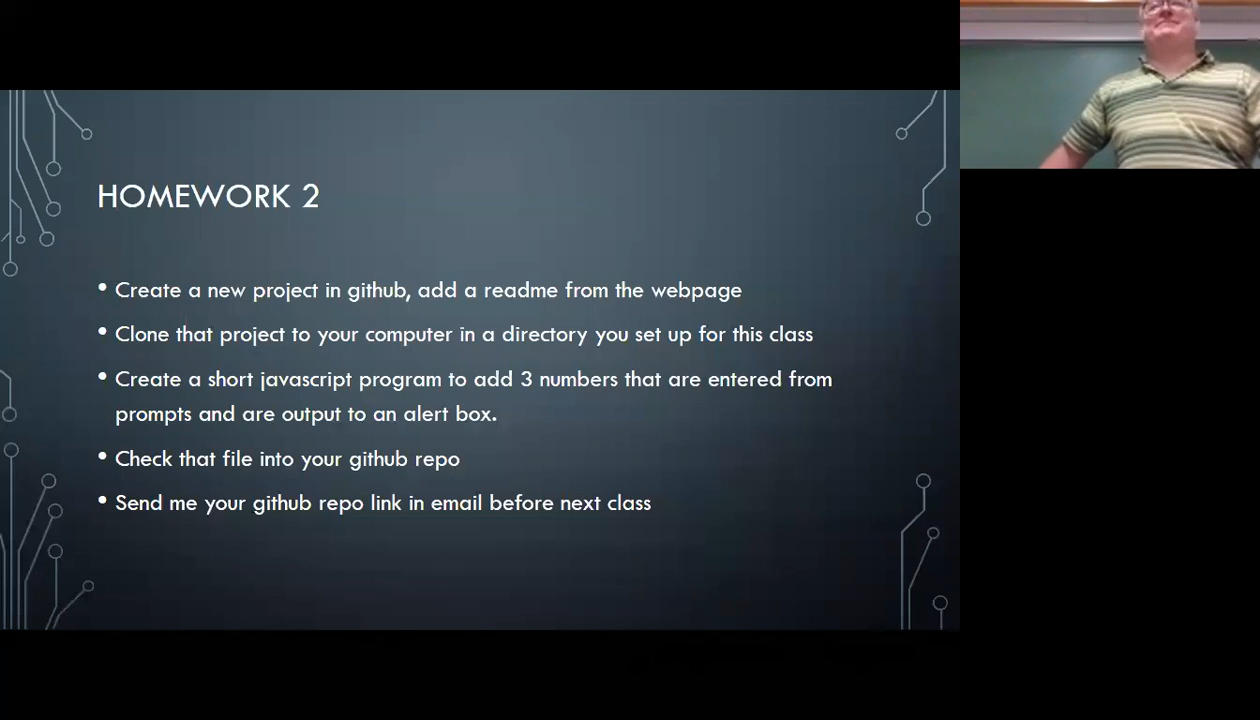 HOMEWORK 2
• Create a new project in github, add a readme from the webpage
• Clone that project to your computer in a directory you set up for this class
• Create a short javascript program to add 3 numbers that are entered from
prompts and are output to an alert box.
• Check that file into your github repo
• Send me your github repo link in email before next class